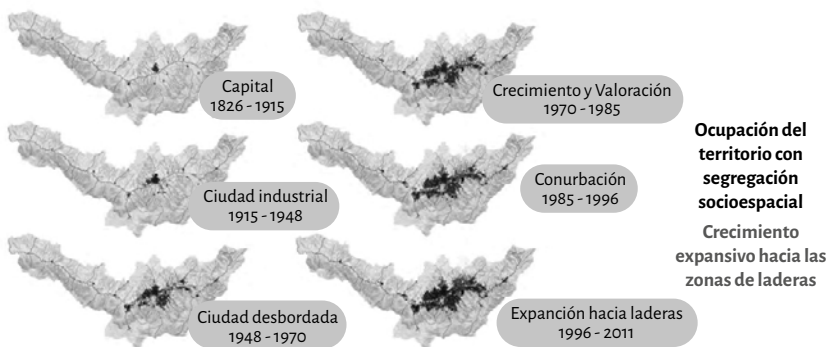 Capital
1826 - 1915
Ciudad industrial
1915 - 1948
Ciudad desbordada
1948 - 1970
Crecimiento y Valoración
1970 - 1985
Conurbación
1985 - 1996
Expanción hacia laderas
1996 - 2011
Ocupación del
territorio con
segregación
socioespacial
Crecimiento
expansivo hacia las
zonas de laderas